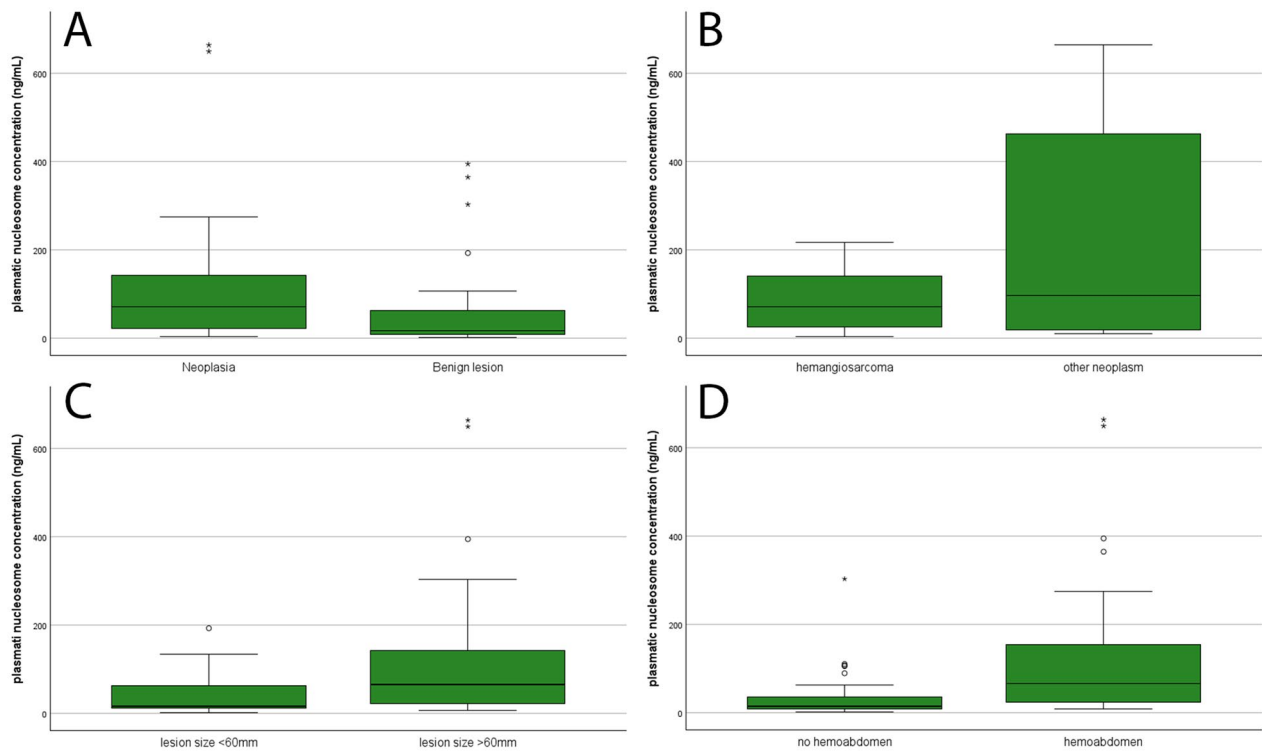 A
plasmatic nucleosome concentration (ng/mL)
600
400
200
0
Neoplasia
Benign lesion
B
plasmatic nucleosome concentration (ng/mL)
600
400
200
0
hemangiosarcoma
other neoplasm
C
plasmati nucleosome concentration (ng/mL)
600
400
200
0
lesion size <60mm
lesion size >60mm
D
plasmatic nucleosome concentration (ng/mL)
600
400
200
0
no hemoabdomen
hemoabdomen